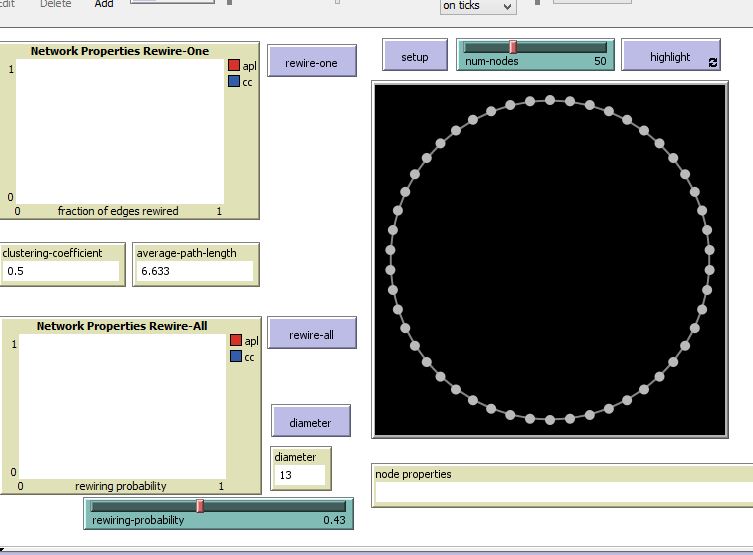 Edit Delete Add
on ticks
Network Properties Rewire-One
1
apl
cc
0
0 fraction of edges rewired 1
rewire-one
setup
num-nodes 50
highlight
clustering-coefficient
0.5
average-path-length
6.633
Network Properties Rewire-All
1
apl
cc
0
0 rewiring probability 1
rewire-all
diameter
diameter
13
node properties
rewiring-probability 0.43